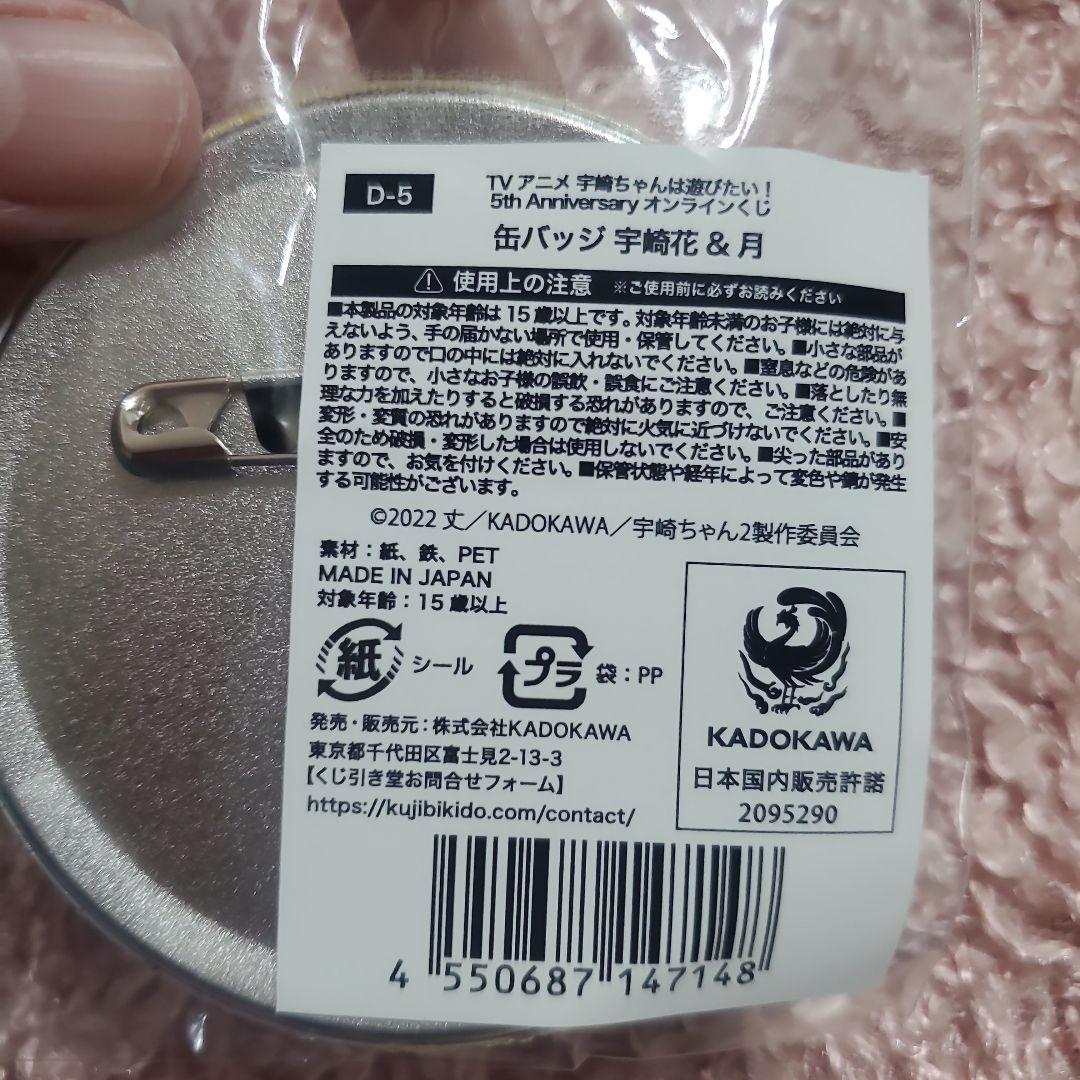 D-5
TV アニメ 宇崎ちゃんは遊びたい！
5th Anniversary オンラインくじ
缶バッジ 宇崎花 & 月
使用上の注意 ※ご使用前に必ずお読みください
■本製品の対象年齢は 15 歳以上です。対象年齢未満のお子様には絶対に与
えないよう、手の届かない場所で使用・保管してください。■小さな部品が
ありますので口の中には絶対に入れないでください。■窒息などの危険があ
りますので、小さなお子様の誤飲・誤食にご注意ください。■落としたり無
理な力を加えたりすると破損する恐れがありますので、ご注意ください。■
変形・変質の恐れがありますので絶対に火気に近づけないでください。■安
全のため破損・変形した場合は使用しないでください。■尖った部品があり
ますので、お気を付けください。■保管状態や経年によって変色や錆が発生
する可能性がございます。
©2022 丈／KADOKAWA／宇崎ちゃん2製作委員会
素材：紙、鉄、PET
MADE IN JAPAN
対象年齢：15 歳以上
紙 シール プラ 袋：PP
発売・販売元：株式会社KADOKAWA
東京都千代田区富士見2-13-3
【くじ引き堂お問合せフォーム】
https://kujibikido.com/contact/
KADOKAWA
日本国内販売許諾
2095290
4 550687 147148